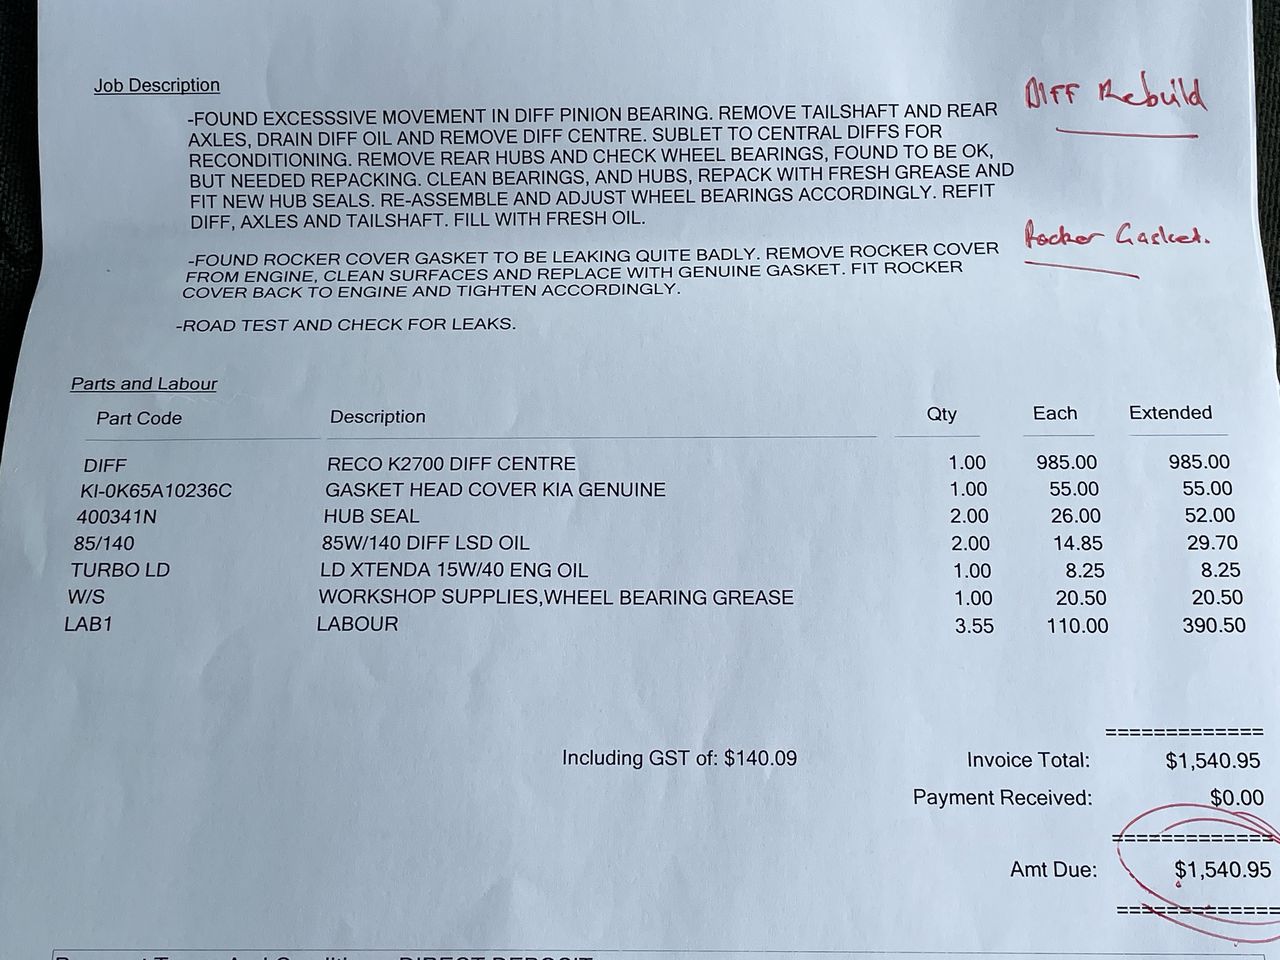 Job Description
DIFF Rebuild
-FOUND EXCESSSIVE MOVEMENT IN DIFF PINION BEARING. REMOVE TAILSHAFT AND REAR
AXLES, DRAIN DIFF OIL AND REMOVE DIFF CENTRE. SUBLET TO CENTRAL DIFFS FOR
RECONDITIONING. REMOVE REAR HUBS AND CHECK WHEEL BEARINGS, FOUND TO BE OK,
BUT NEEDED REPACKING. CLEAN BEARINGS, AND HUBS, REPACK WITH FRESH GREASE AND
FIT NEW HUB SEALS. RE-ASSEMBLE AND ADJUST WHEEL BEARINGS ACCORDINGLY. REFIT
DIFF, AXLES AND TAILSHAFT. FILL WITH FRESH OIL.
Rocker Gasket.
-FOUND ROCKER COVER GASKET TO BE LEAKING QUITE BADLY. REMOVE ROCKER COVER
FROM ENGINE, CLEAN SURFACES AND REPLACE WITH GENUINE GASKET. FIT ROCKER
COVER BACK TO ENGINE AND TIGHTEN ACCORDINGLY.
-ROAD TEST AND CHECK FOR LEAKS.
Parts and Labour
Part Code Description Qty Each Extended
DIFF RECO K2700 DIFF CENTRE 1.00 985.00 985.00
KI-0K65A10236C GASKET HEAD COVER KIA GENUINE 1.00 55.00 55.00
400341N HUB SEAL 2.00 26.00 52.00
85/140 85W/140 DIFF LSD OIL 2.00 14.85 29.70
TURBO LD LD XTENDA 15W/40 ENG OIL 1.00 8.25 8.25
W/S WORKSHOP SUPPLIES,WHEEL BEARING GREASE 1.00 20.50 20.50
LAB1 LABOUR 3.55 110.00 390.50
=============
Including GST of: $140.09 Invoice Total: $1,540.95
Payment Received: $0.00
=============
Amt Due: $1,540.95
=============
DIRECT DEPOSIT